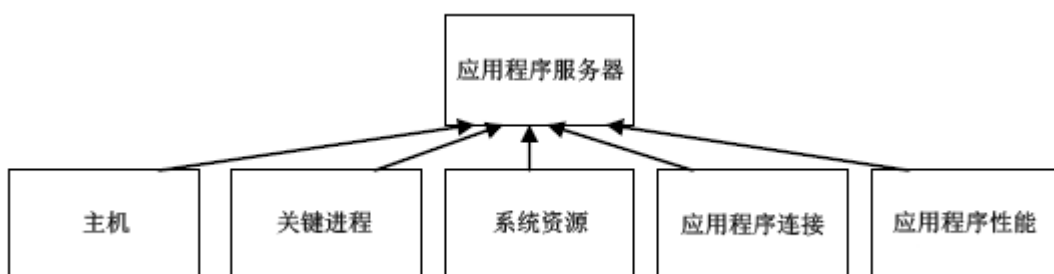 应用程序服务器
主机
关键进程
系统资源
应用程序连接
应用程序性能